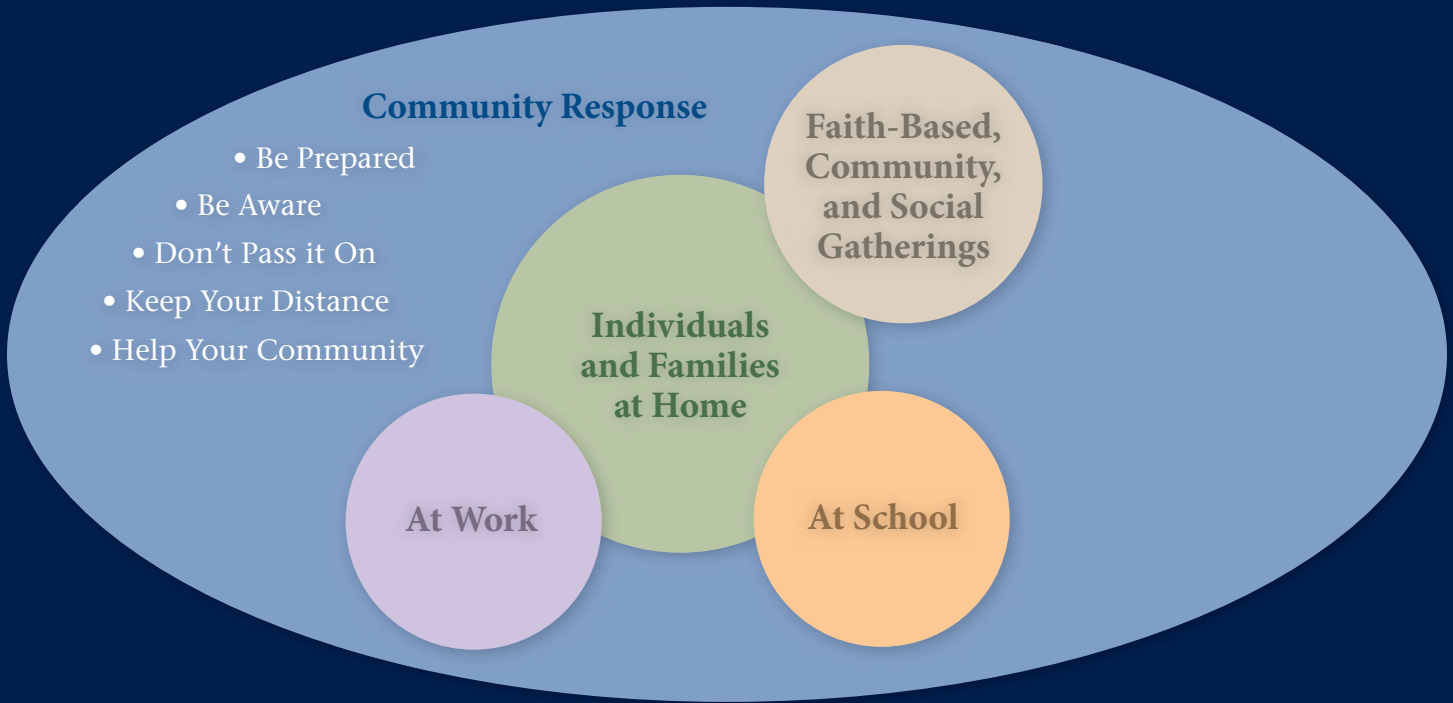 Community Response
• Be Prepared
• Be Aware
• Don’t Pass it On
• Keep Your Distance
• Help Your Community
Faith-Based,
Community,
and Social
Gatherings
Individuals
and Families
at Home
At Work
At School